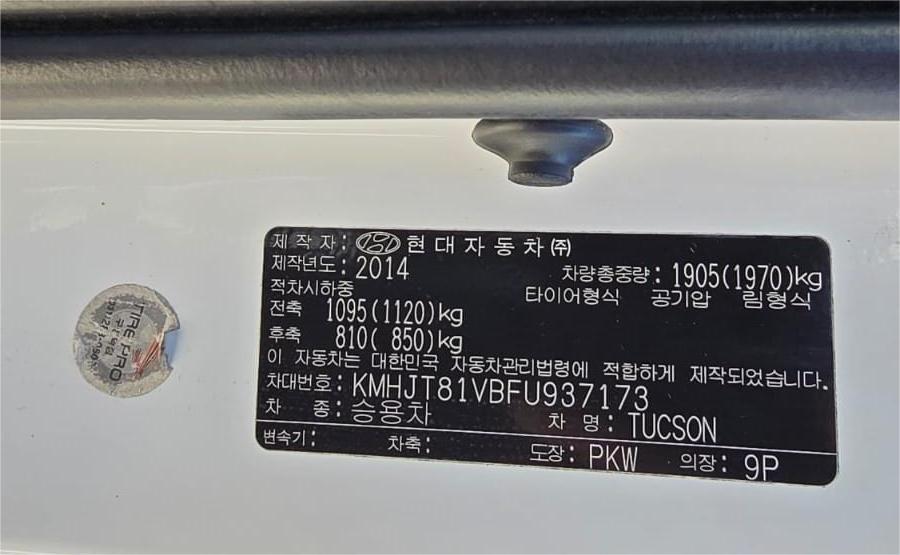 제 작 자 : 현대자동차㈜
제작년도 : 2014 차량총중량 : 1905(1970)kg
적차시하중 타이어형식 공기압 림형식
전축 1095(1120)kg
후축 810( 850)kg
이 자동차는 대한민국 자동차관리법령에 적합하게 제작되었습니다.
차대번호 : KMHJT81VBFU937173
차 종 : 승용차 차 명 : TUCSON
변속기 : 차축 : 도장 : PKW 의장 : 9P
TIRE PRO